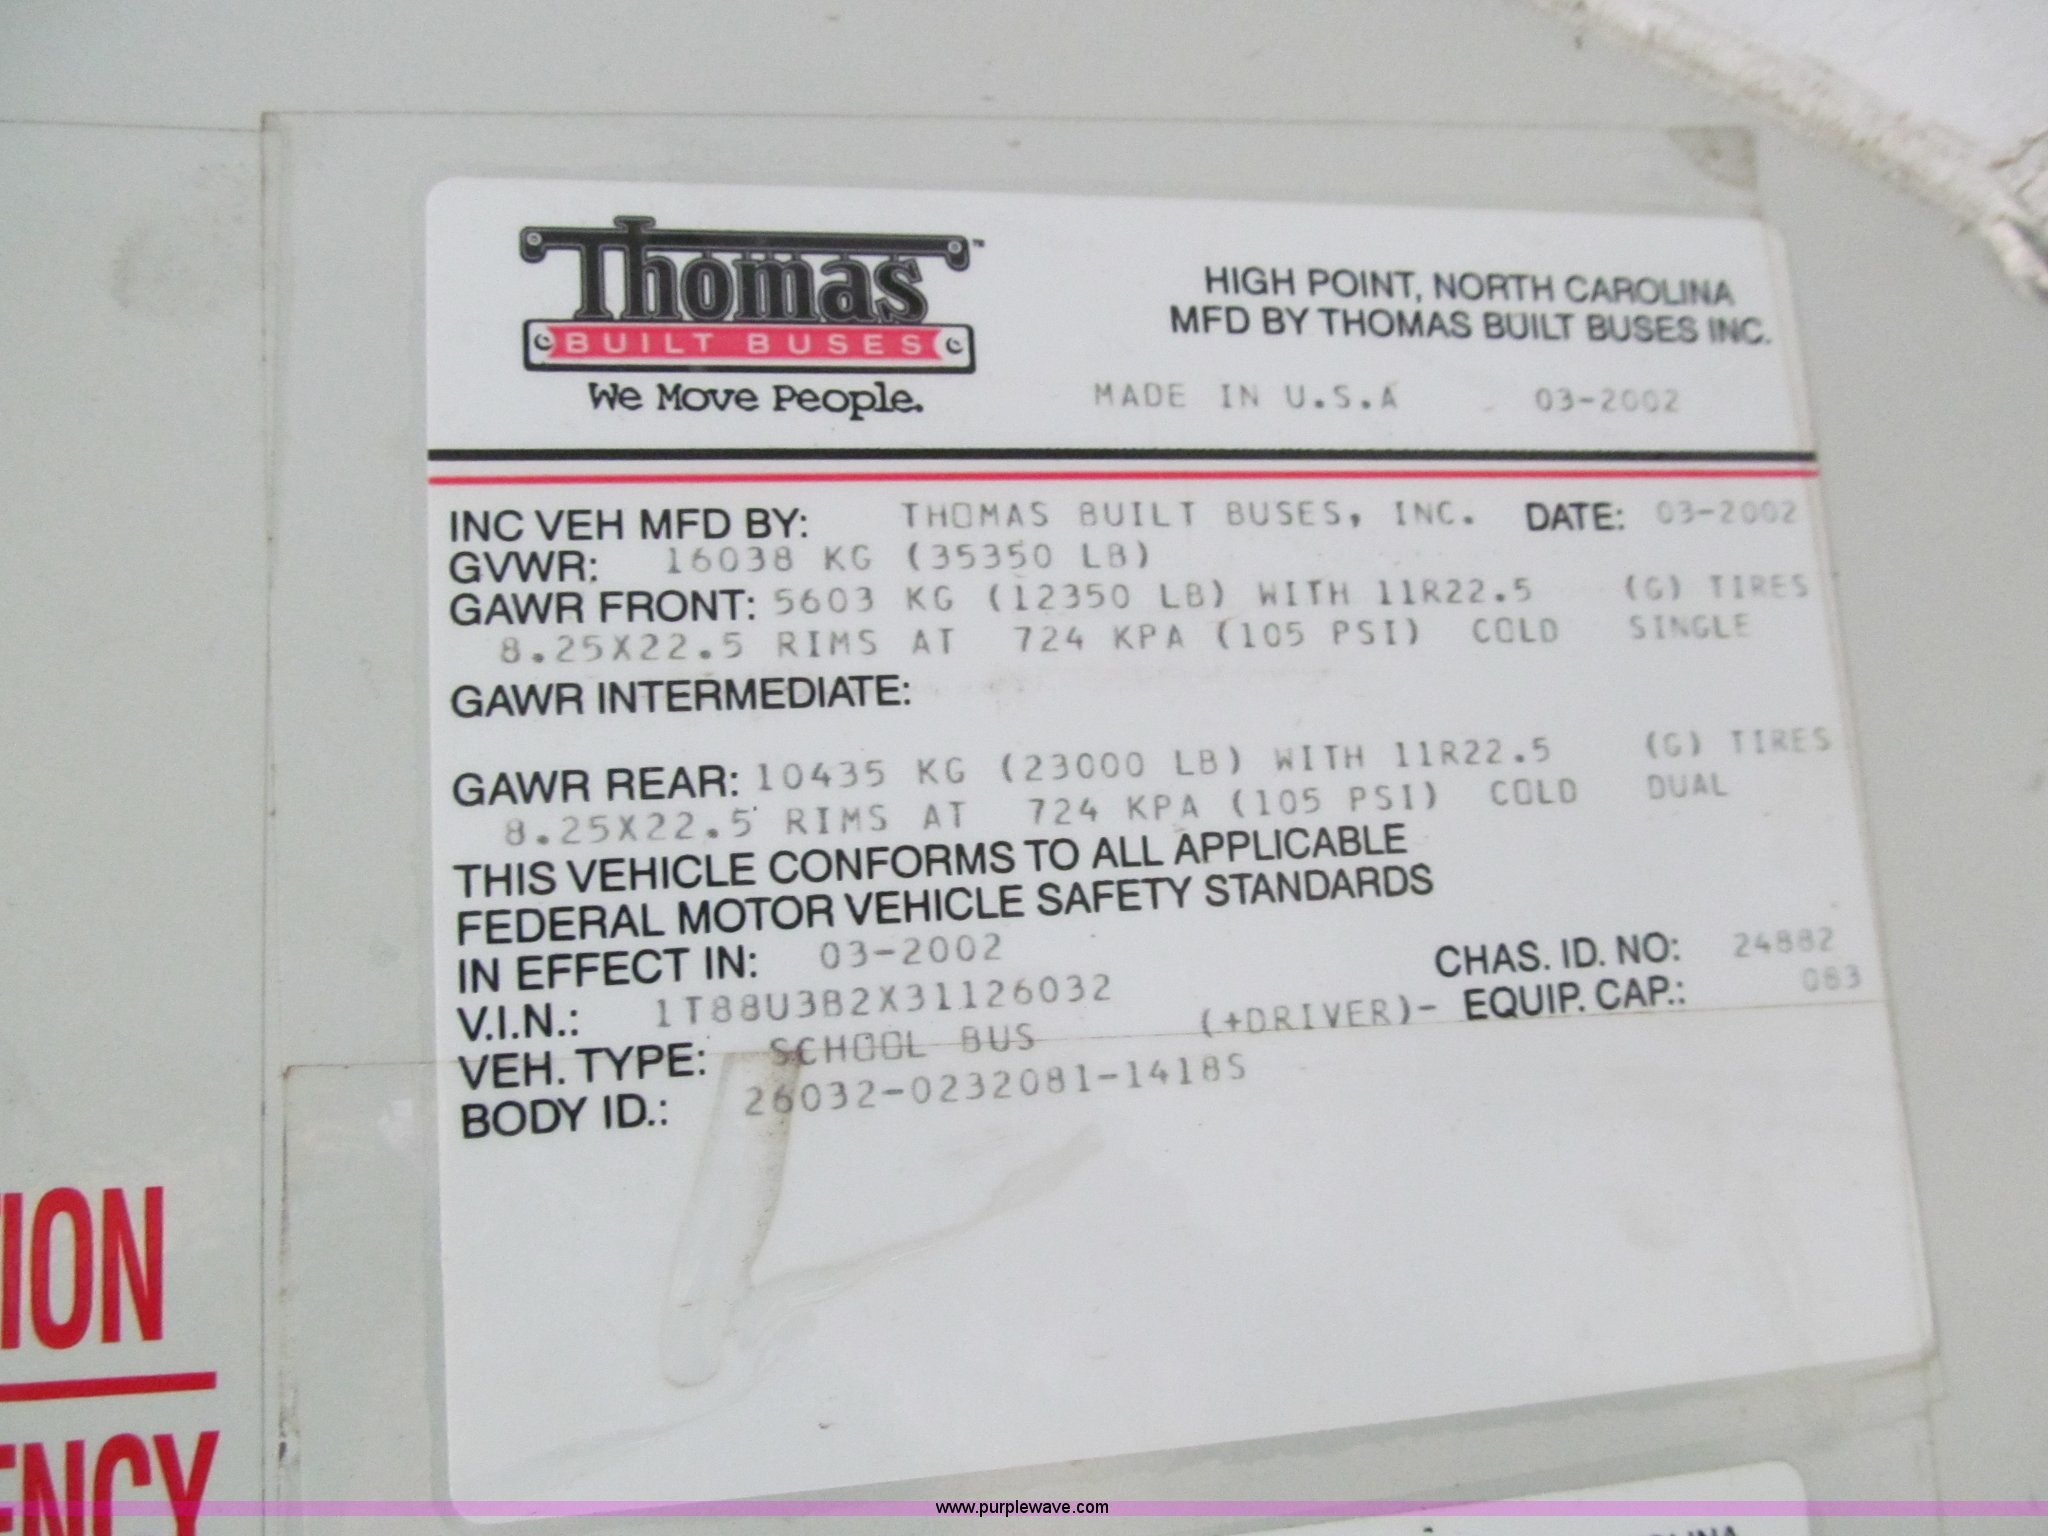 Thomas
BUILT BUSES
We Move People.
HIGH POINT, NORTH CAROLINA
MFD BY THOMAS BUILT BUSES INC.
MADE IN U.S.A 03-2002
INC VEH MFD BY: THOMAS BUILT BUSES, INC. DATE: 03-2002
GVWR: 16038 KG (35350 LB)
GAWR FRONT: 5603 KG (12350 LB) WITH 11R22.5 (G) TIRES
8.25X22.5 RIMS AT 724 KPA (105 PSI) COLD SINGLE
GAWR INTERMEDIATE:
GAWR REAR: 10435 KG (23000 LB) WITH 11R22.5 (G) TIRES
8.25X22.5 RIMS AT 724 KPA (105 PSI) COLD DUAL
THIS VEHICLE CONFORMS TO ALL APPLICABLE
FEDERAL MOTOR VEHICLE SAFETY STANDARDS
IN EFFECT IN: 03-2002 CHAS. ID. NO: 24882
V.I.N.: 1T88U3B2X31126032 (+DRIVER)- EQUIP. CAP.: 083
VEH. TYPE: SCHOOL BUS
BODY ID.: 26032-0232081-1418S
TION
ENCY
www.purplewave.com